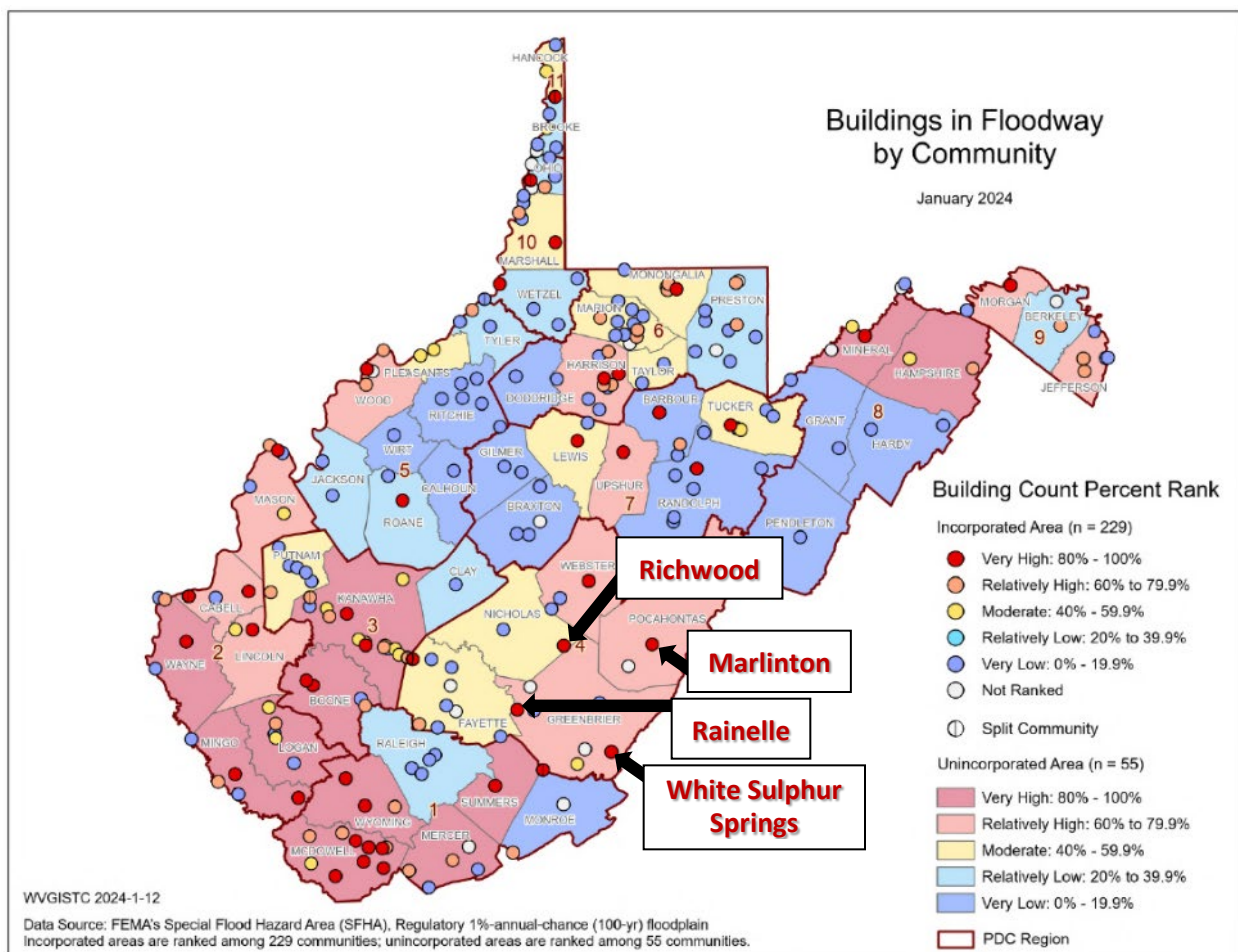 Buildings in Floodway
by Community
January 2024
HANCOCK
11
BROOKE
OHIO
10
MARSHALL
WETZEL
MONONGALIA
MARION
6
PRESTON
MORGAN
BERKELEY
9
JEFFERSON
TYLER
PLEASANTS
HARRISON
TAYLOR
MINERAL
HAMPSHIRE
WOOD
RITCHIE
DODDRIDGE
BARBOUR
TUCKER
GRANT
8
HARDY
WIRT
5
GILMER
LEWIS
JACKSON
CALHOUN
UPSHUR
7
RANDOLPH
MASON
ROANE
BRAXTON
PENDLETON
PUTNAM
CLAY
WEBSTER
Richwood
CABELL
KANAWHA
3
NICHOLAS
4
POCAHONTAS
Marlinton
WAYNE
2
LINCOLN
BOONE
FAYETTE
GREENBRIER
Rainelle
MINGO
LOGAN
RALEIGH
White Sulphur
Springs
WYOMING
1
SUMMERS
MONROE
MCDOWELL
MERCER
Building Count Percent Rank
Incorporated Area (n = 229)
Very High: 80% - 100%
Relatively High: 60% to 79.9%
Moderate: 40% - 59.9%
Relatively Low: 20% to 39.9%
Very Low: 0% - 19.9%
Not Ranked
Split Community
Unincorporated Area (n = 55)
Very High: 80% - 100%
Relatively High: 60% to 79.9%
Moderate: 40% - 59.9%
Relatively Low: 20% to 39.9%
Very Low: 0% - 19.9%
PDC Region
WVGISTC 2024-1-12
Data Source: FEMA's Special Flood Hazard Area (SFHA), Regulatory 1%-annual-chance (100-yr) floodplain
Incorporated areas are ranked among 229 communities; unincorporated areas are ranked among 55 communities.